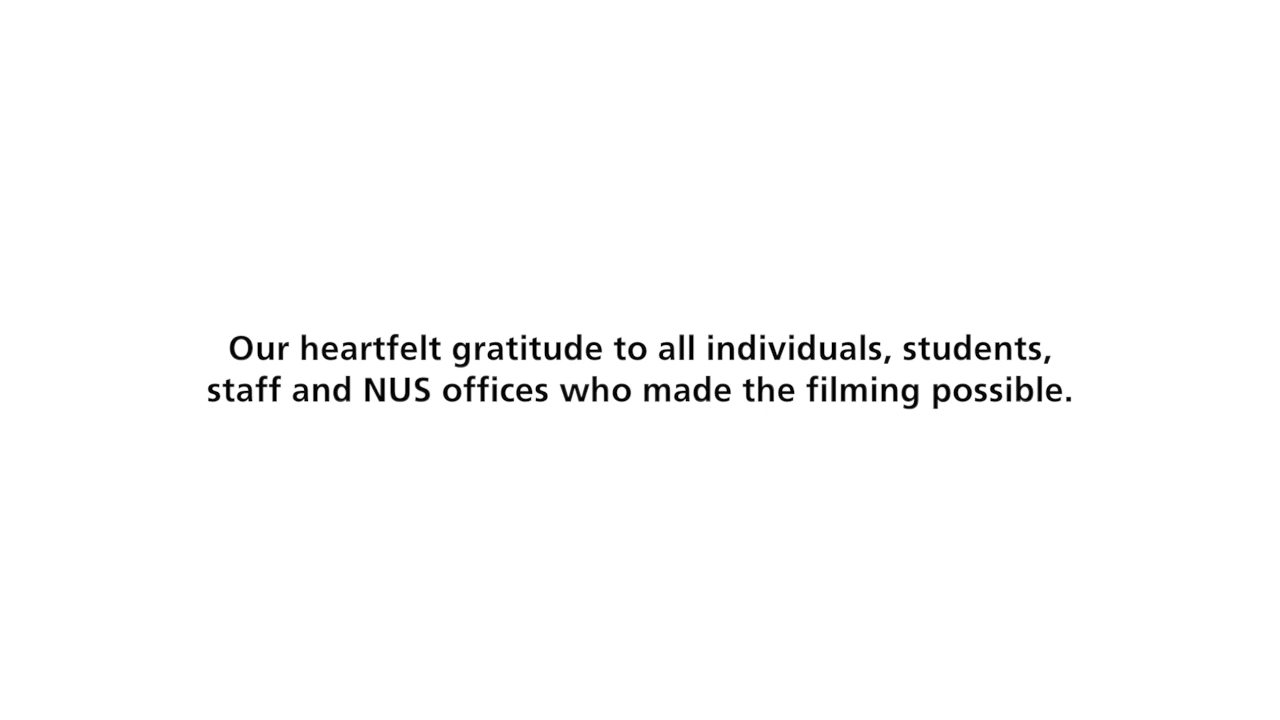 Our heartfelt gratitude to all individuals, students,
staff and NUS offices who made the filming possible.